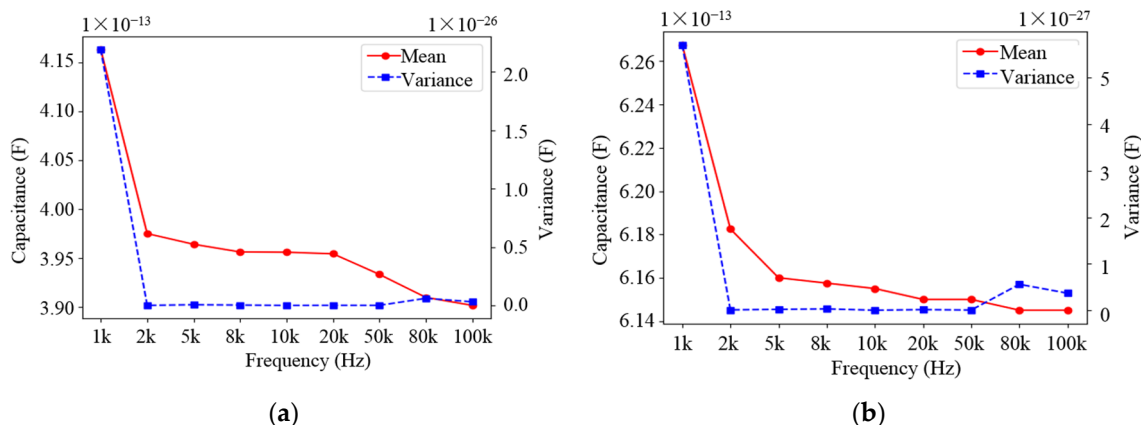 1×10⁻¹³ 1×10⁻²⁶
4.15
4.10
4.05
4.00
3.95
3.90
Capacitance (F)
Mean
Variance
2.0
1.5
1.0
0.5
0.0
Variance (F)
1k 2k 5k 8k 10k 20k 50k 80k 100k
Frequency (Hz)
(a)
1×10⁻¹³ 1×10⁻²⁷
6.26
6.24
6.22
6.20
6.18
6.16
6.14
Capacitance (F)
Mean
Variance
5
4
3
2
1
0
Variance (F)
1k 2k 5k 8k 10k 20k 50k 80k 100k
Frequency (Hz)
(b)